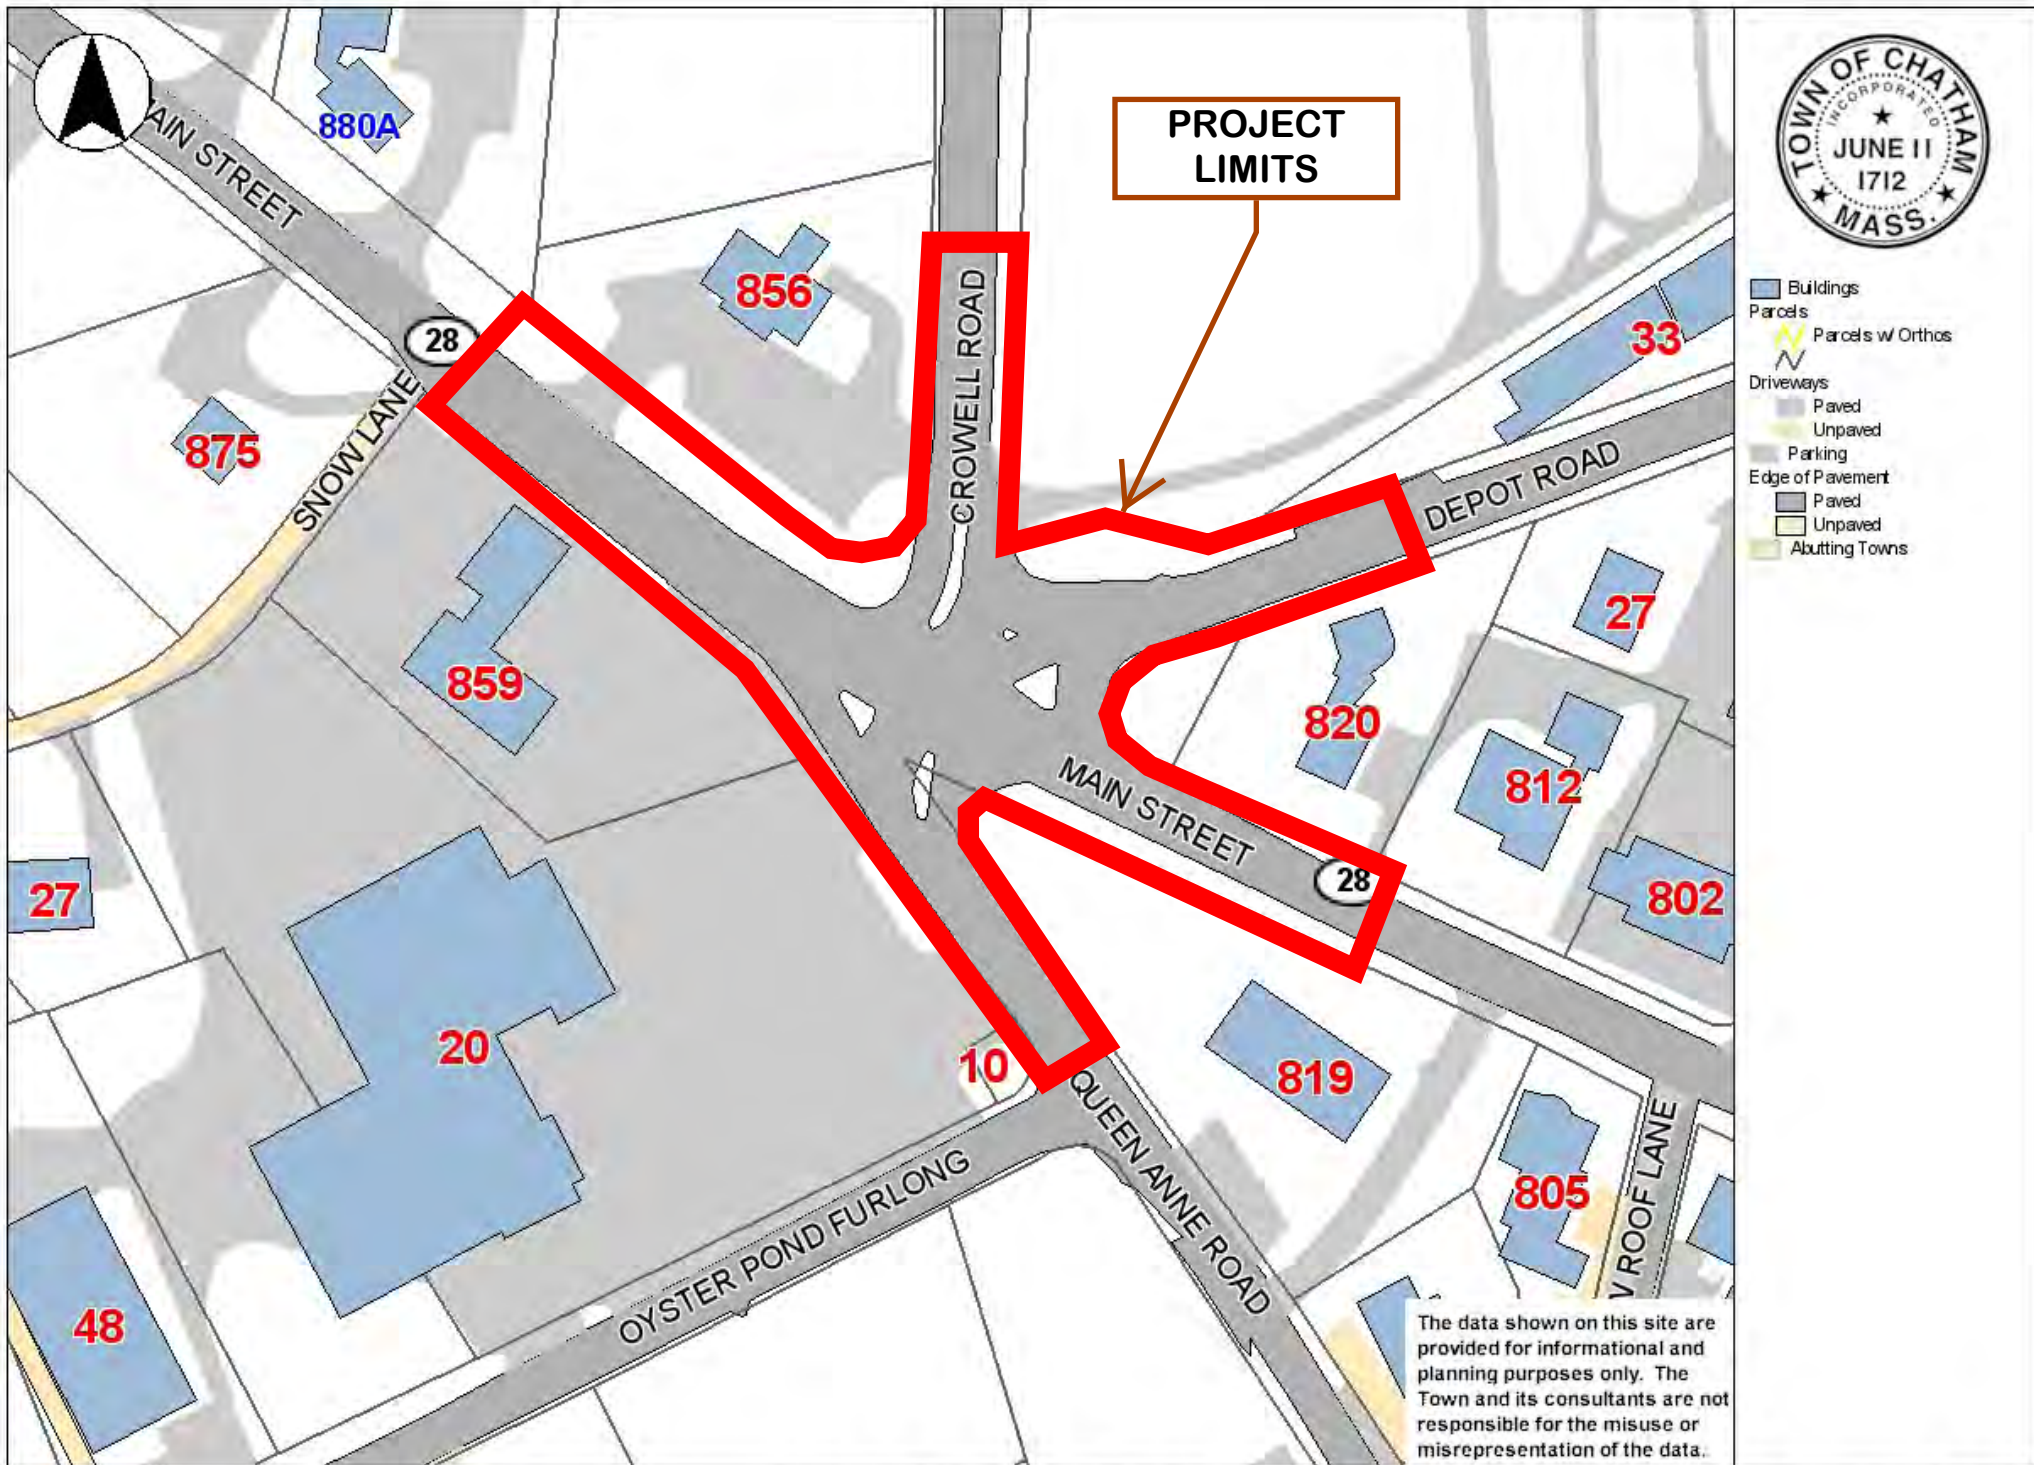 AIN STREET
880A
PROJECT
LIMITS
TOWN OF CHATHAM
INCORPORATED
JUNE 11
1712
MASS.
Buildings
Parcels
Parcels w/ Orthos
Driveways
Paved
Unpaved
Parking
Edge of Pavement
Paved
Unpaved
Abutting Towns
856
28
33
CROWELL ROAD
875
SNOW LANE
DEPOT ROAD
27
859
820
812
MAIN STREET
28
802
27
20
10
819
QUEEN ANNE ROAD
805
W ROOF LANE
OYSTER POND FURLONG
48
The data shown on this site are
provided for informational and
planning purposes only. The
Town and its consultants are not
responsible for the misuse or
misrepresentation of the data.